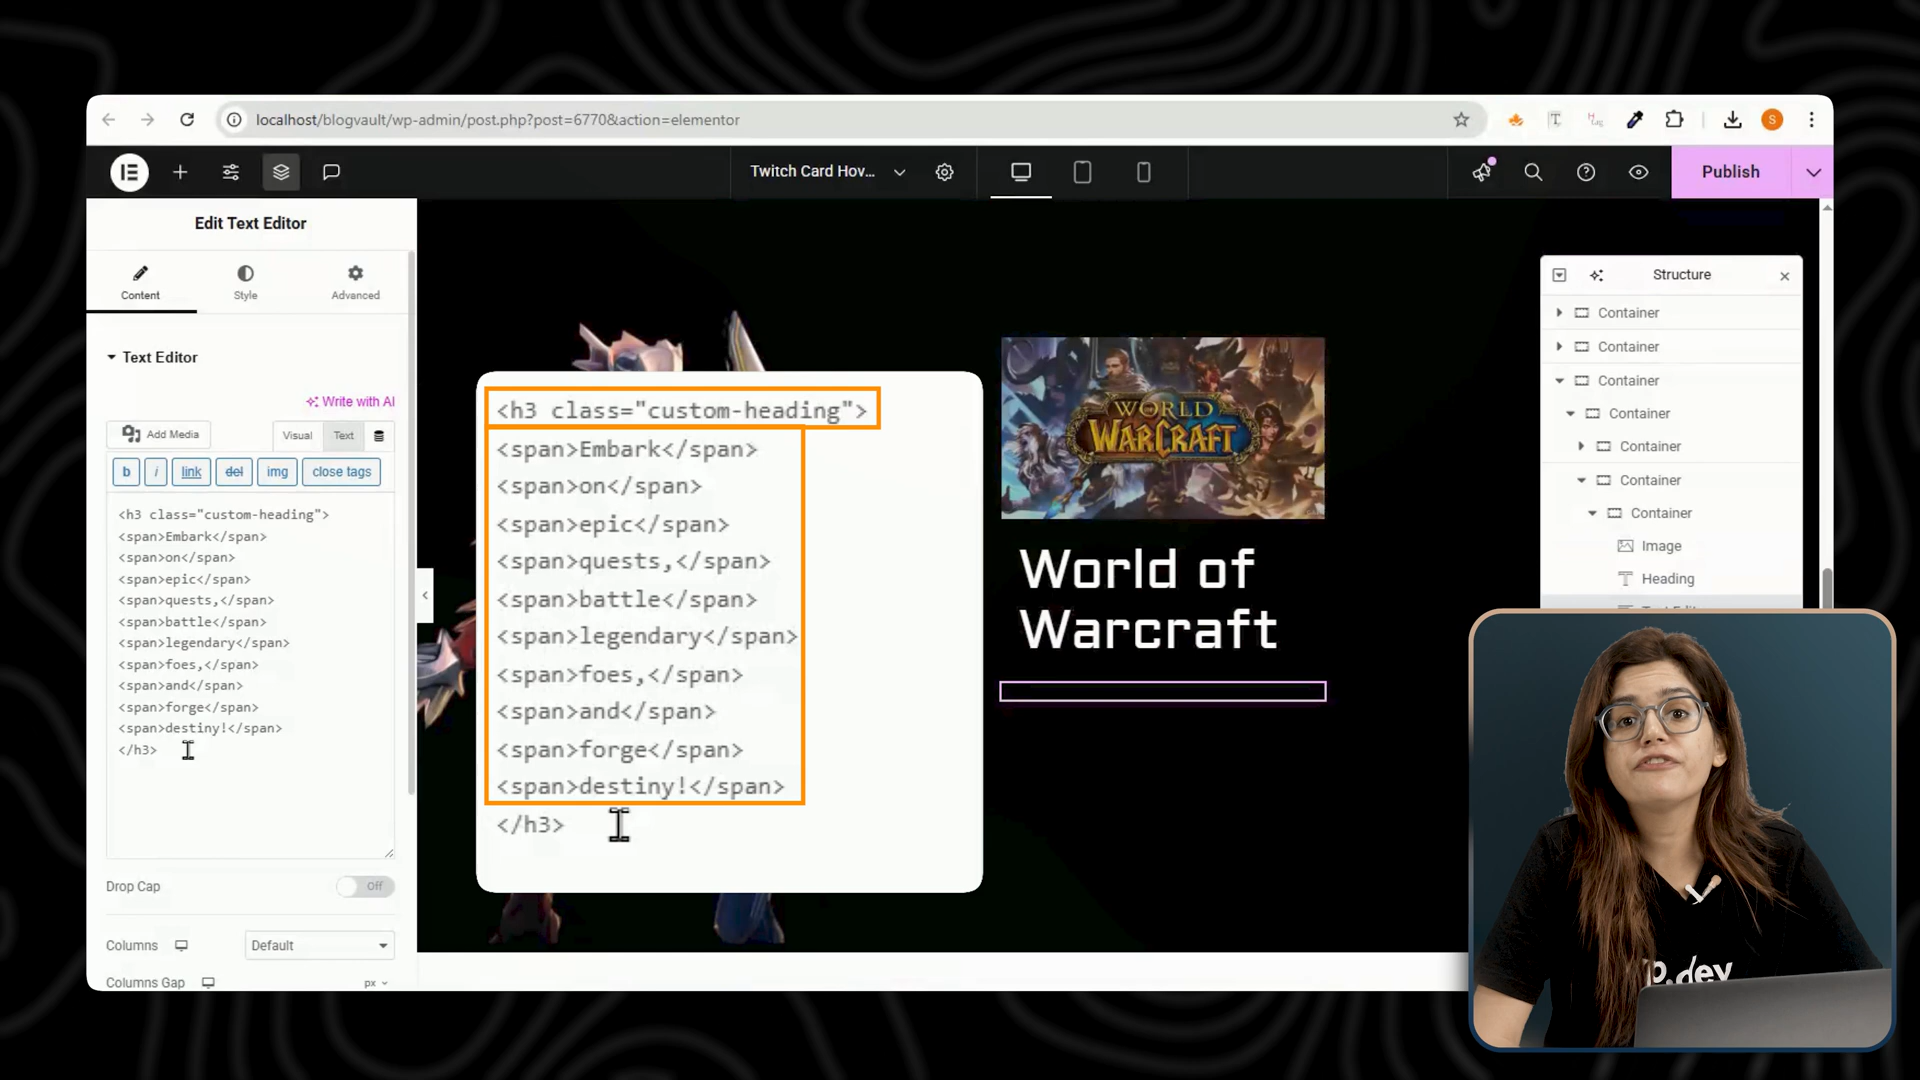 localhost/blogvault/wp-admin/post.php?post=6770&action=elementor
S
Twitch Card Hov...
Publish
Edit Text Editor
Content
Style
Advanced
Text Editor
Write with AI
Add Media
Visual
Text
b
i
link
del
img
close tags
<h3 class="custom-heading">
<span>Embark</span>
<span>on</span>
<span>epic</span>
<span>quests,</span>
<span>battle</span>
<span>legendary</span>
<span>foes,</span>
<span>and</span>
<span>forge</span>
<span>destiny!</span>
</h3>
Drop Cap
Off
Columns
Default
Columns Gap
px
<h3 class="custom-heading">
<span>Embark</span>
<span>on</span>
<span>epic</span>
<span>quests,</span>
<span>battle</span>
<span>legendary</span>
<span>foes,</span>
<span>and</span>
<span>forge</span>
<span>destiny!</span>
</h3>
WORLD
WARCRAFT
World of
Warcraft
Structure
Container
Container
Container
Container
Container
Container
Container
Image
Heading
p.dev